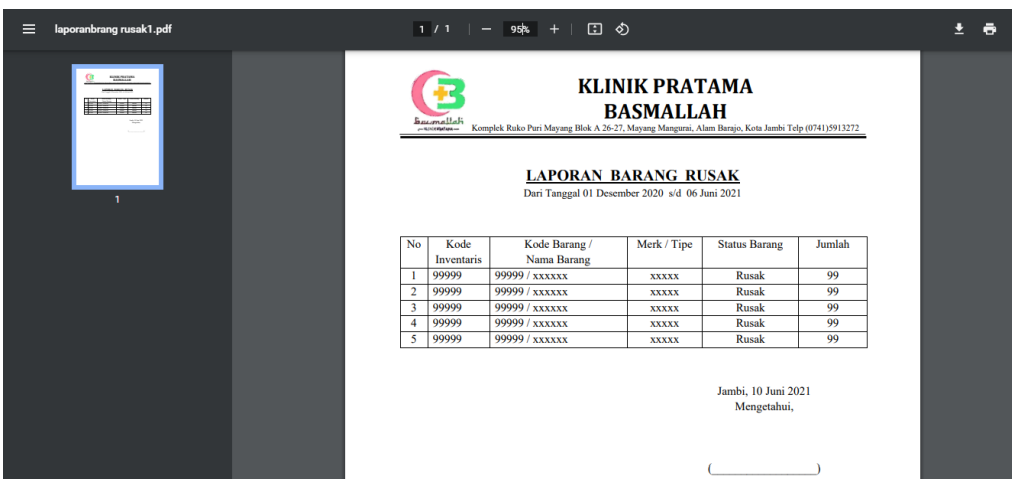 laporanbrang rusak1.pdf
1 / 1
95%
1
KLINIK PRATAMA
BASMALLAH
Komplek Ruko Puri Mayang Blok A 26-27, Mayang Mangurai, Alam Barajo, Kota Jambi Telp (0741)5913272
LAPORAN BARANG RUSAK
Dari Tanggal 01 Desember 2020 s/d 06 Juni 2021
No Kode Inventaris Kode Barang / Nama Barang Merk / Tipe Status Barang Jumlah
1 99999 99999 / xxxxxx xxxxx Rusak 99
2 99999 99999 / xxxxxx xxxxx Rusak 99
3 99999 99999 / xxxxxx xxxxx Rusak 99
4 99999 99999 / xxxxxx xxxxx Rusak 99
5 99999 99999 / xxxxxx xxxxx Rusak 99
Jambi, 10 Juni 2021
Mengetahui,
(____________________)